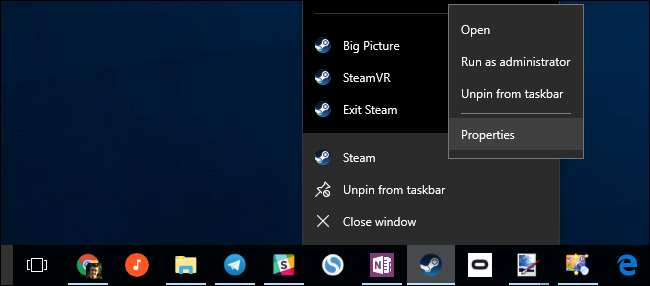 Big Picture
SteamVR
Exit Steam
Steam
Unpin from taskbar
Close window
Open
Run as administrator
Unpin from taskbar
Properties